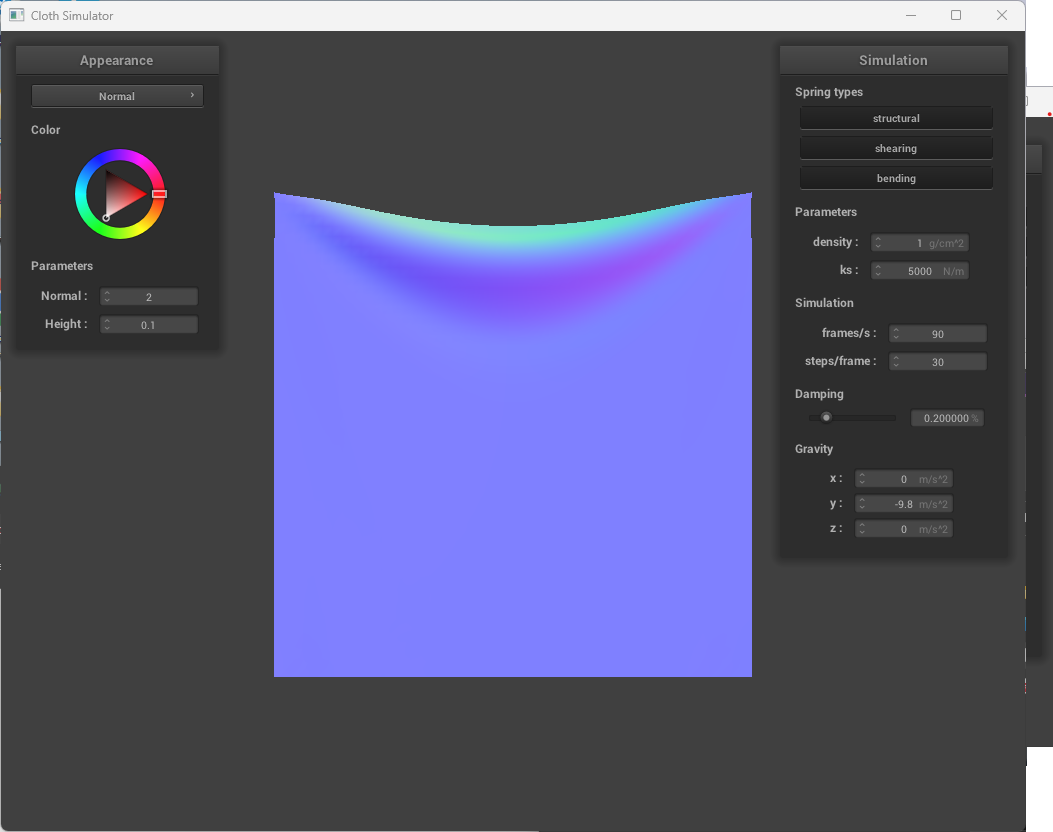 Cloth Simulator
Appearance
Normal
Color
Parameters
Normal : 2
Height : 0.1
Simulation
Spring types
structural
shearing
bending
Parameters
density : 1 g/cm^2
ks : 5000 N/m
Simulation
frames/s : 90
steps/frame : 30
Damping
0.200000 %
Gravity
x : 0 m/s^2
y : -9.8 m/s^2
z : 0 m/s^2